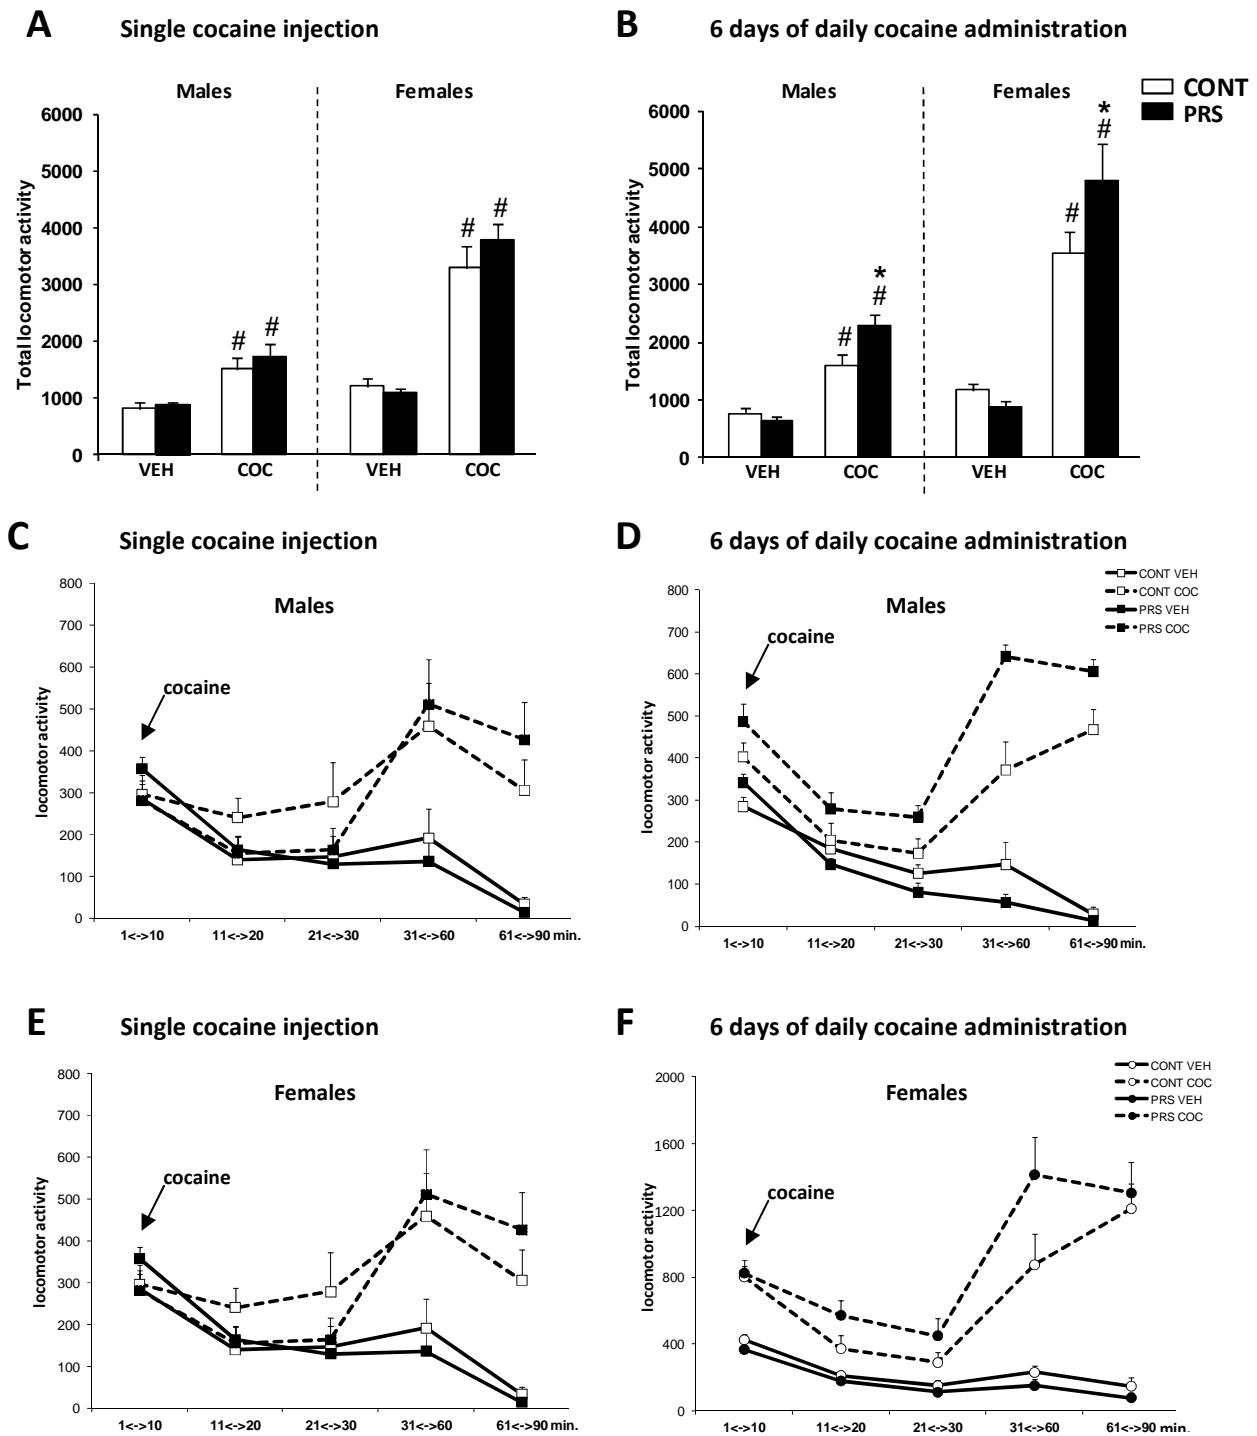 A Single cocaine injection
Males Females
Total locomotor activity
6000
5000
4000
3000
2000
1000
0
# # # #
VEH COC VEH COC
B 6 days of daily cocaine administration
Males Females
CONT
PRS
Total locomotor activity
6000
5000
4000
3000
2000
1000
0
* *
# # # #
VEH COC VEH COC
C Single cocaine injection
Males
cocaine
locomotor activity
800
700
600
500
400
300
200
100
0
1<->10 11<->20 21<->30 31<->60 61<->90 min.
D 6 days of daily cocaine administration
Males
CONT VEH
CONT COC
PRS VEH
PRS COC
cocaine
locomotor activity
800
700
600
500
400
300
200
100
0
1<->10 11<->20 21<->30 31<->60 61<->90 min.
E Single cocaine injection
Females
cocaine
locomotor activity
800
700
600
500
400
300
200
100
0
1<->10 11<->20 21<->30 31<->60 61<->90 min.
F 6 days of daily cocaine administration
Females
CONT VEH
CONT COC
PRS VEH
PRS COC
cocaine
locomotor activity
2000
1600
1200
800
400
0
1<->10 11<->20 21<->30 31<->60 61<->90 min.